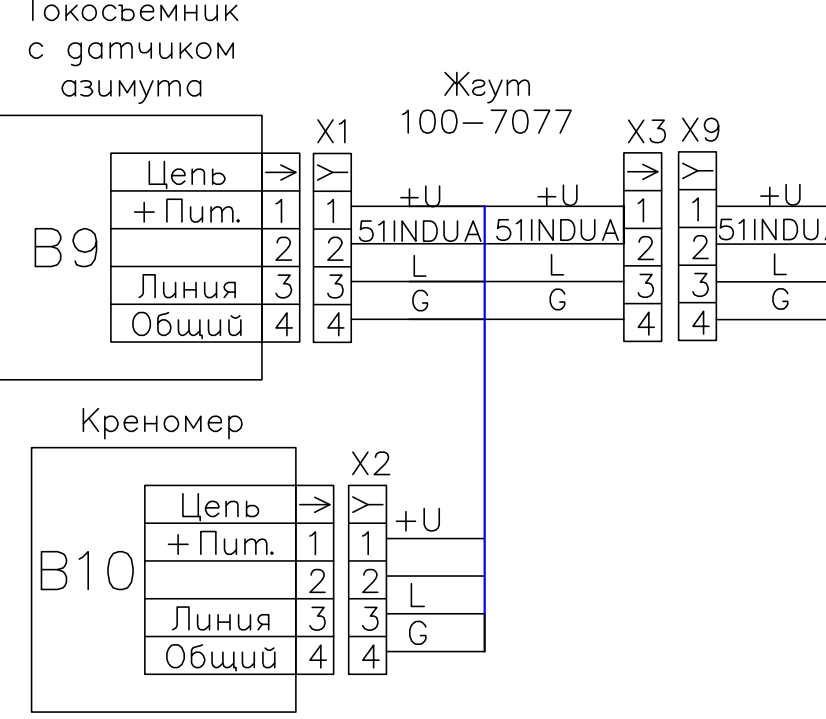 Токосъемник
с датчиком
азимута
Жгут
100-7077
X1
X3 X9
Цепь
+Пит. 1 1 +U +U 1 1 +U
B9
51INDUA 51INDUA 51INDU
2 2 2 2
L L L
Линия 3 3 3 3
G G G
Общий 4 4 4 4
Креномер
X2
Цепь
+U
+Пит. 1 1
B10
2 2
L
Линия 3 3
G
Общий 4 4